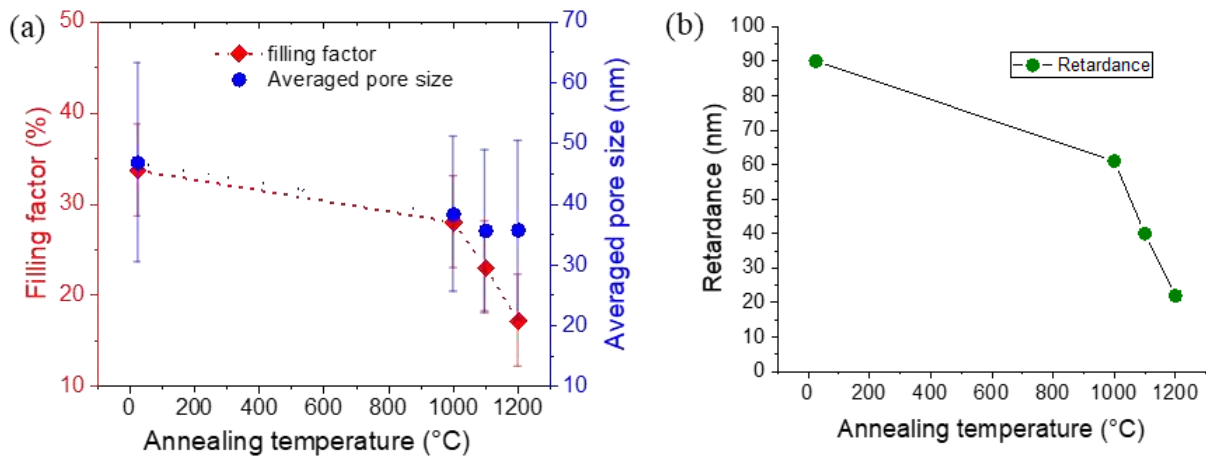 (a)
50
40
30
20
10
Filling factor (%)
filling factor
Averaged pore size
70
60
50
40
30
20
10
Averaged pore size (nm)
0 200 400 600 800 1000 1200
Annealing temperature (°C)
(b)
100
90
80
70
60
50
40
30
20
10
0
Retardance (nm)
Retardance
0 200 400 600 800 1000 1200
Annealing temperature (°C)